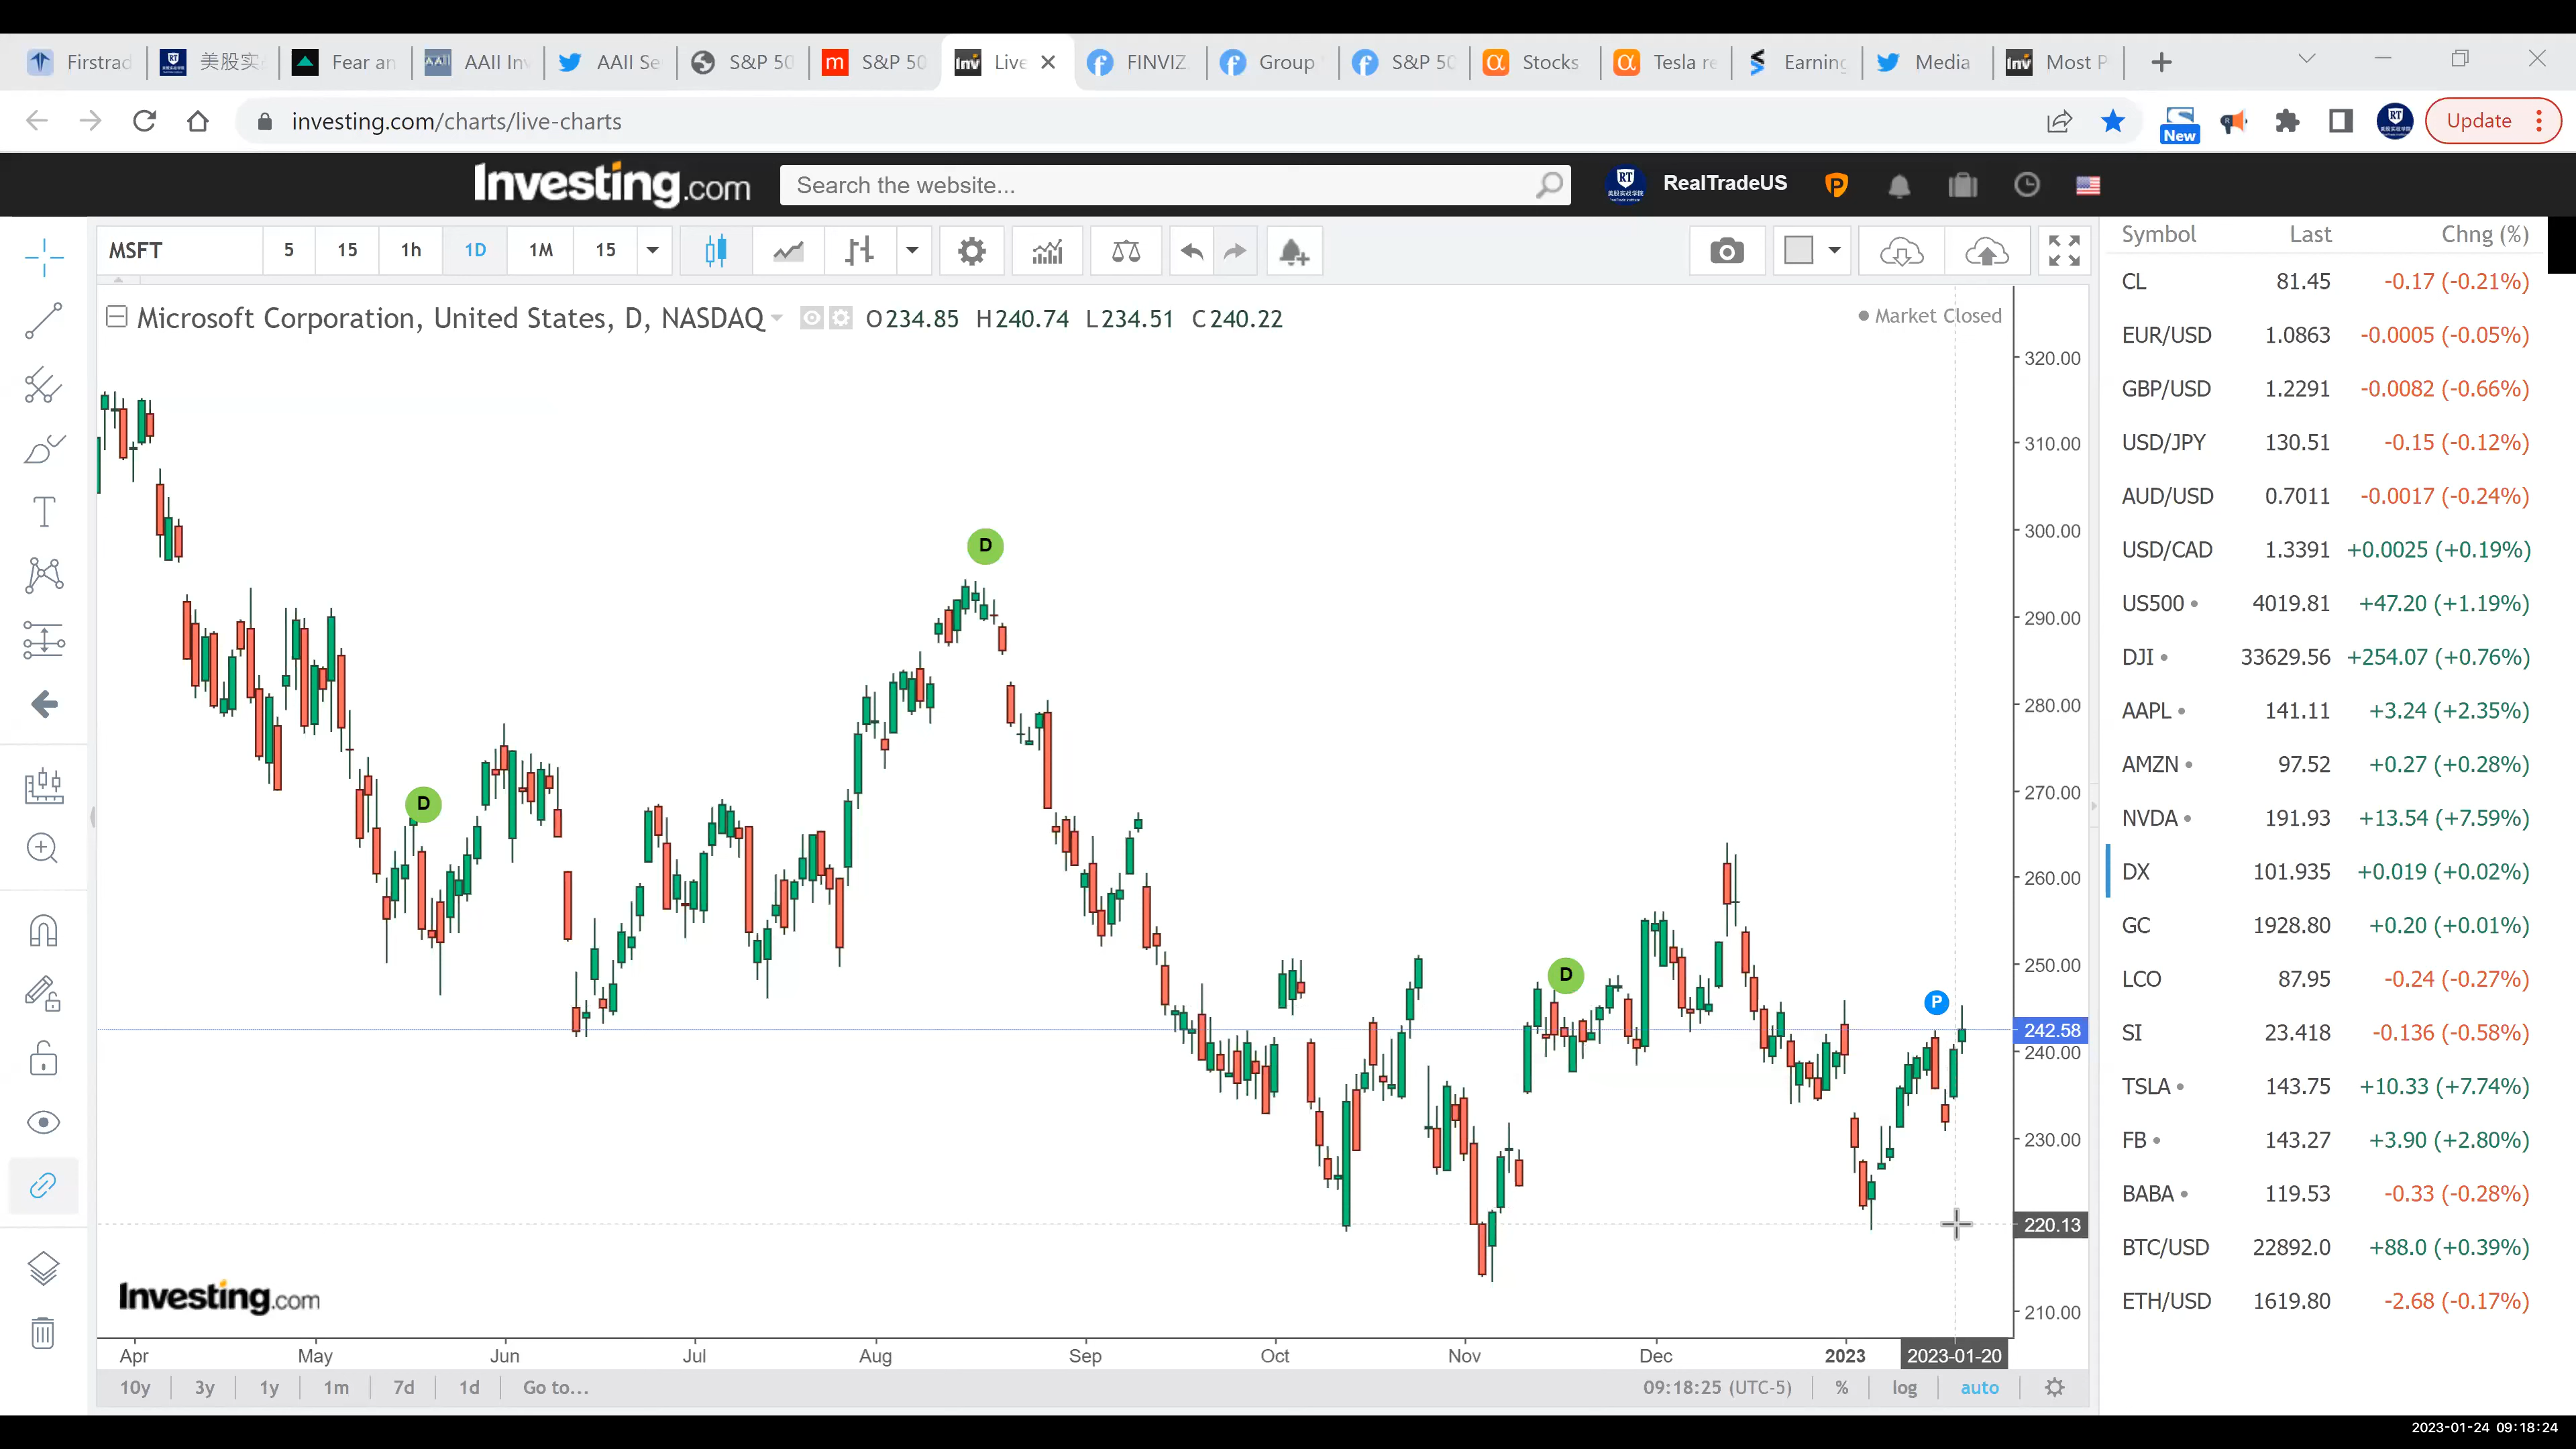 Firstrad
美股实
Fear an
AAII Inv
AAII Se
S&P 50
m
S&P 50
Inv
Live
FINVIZ
Group
S&P 50
Stocks
Tesla re
Earning
Media
Inv
Most P
investing.com/charts/live-charts
New
RT
Update
Investing.com
Search the website...
RT
RealTradeUS
P
MSFT
5
15
1h
1D
1M
15
Microsoft Corporation, United States, D, NASDAQ
O234.85 H240.74 L234.51 C240.22
Market Closed
320.00
310.00
300.00
290.00
280.00
270.00
260.00
250.00
242.58
240.00
230.00
220.13
210.00
D
D
D
P
T
Investing.com
Apr
May
Jun
Jul
Aug
Sep
Oct
Nov
Dec
2023
2023-01-20
10y
3y
1y
1m
7d
1d
Go to...
09:18:25 (UTC-5)
%
log
auto
Symbol Last Chng (%)
CL 81.45 -0.17 (-0.21%)
EUR/USD 1.0863 -0.0005 (-0.05%)
GBP/USD 1.2291 -0.0082 (-0.66%)
USD/JPY 130.51 -0.15 (-0.12%)
AUD/USD 0.7011 -0.0017 (-0.24%)
USD/CAD 1.3391 +0.0025 (+0.19%)
US500 4019.81 +47.20 (+1.19%)
DJI 33629.56 +254.07 (+0.76%)
AAPL 141.11 +3.24 (+2.35%)
AMZN 97.52 +0.27 (+0.28%)
NVDA 191.93 +13.54 (+7.59%)
DX 101.935 +0.019 (+0.02%)
GC 1928.80 +0.20 (+0.01%)
LCO 87.95 -0.24 (-0.27%)
SI 23.418 -0.136 (-0.58%)
TSLA 143.75 +10.33 (+7.74%)
FB 143.27 +3.90 (+2.80%)
BABA 119.53 -0.33 (-0.28%)
BTC/USD 22892.0 +88.0 (+0.39%)
ETH/USD 1619.80 -2.68 (-0.17%)
2023-01-24 09:18:24